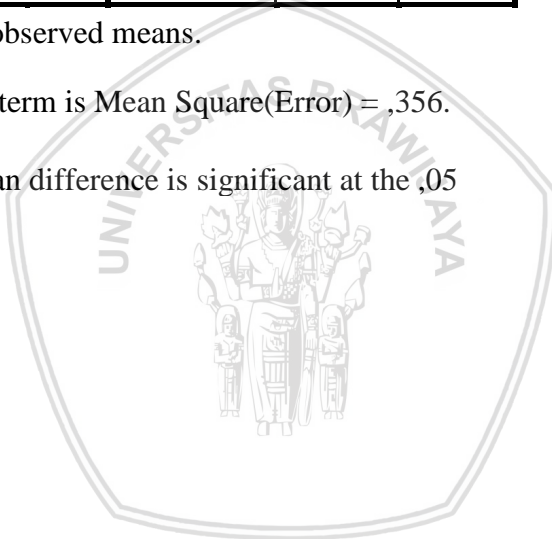 observed means.
term is Mean Square(Error) = ,356.
an difference is significant at the ,05
UNIVERSITAS BRAWIJAYA